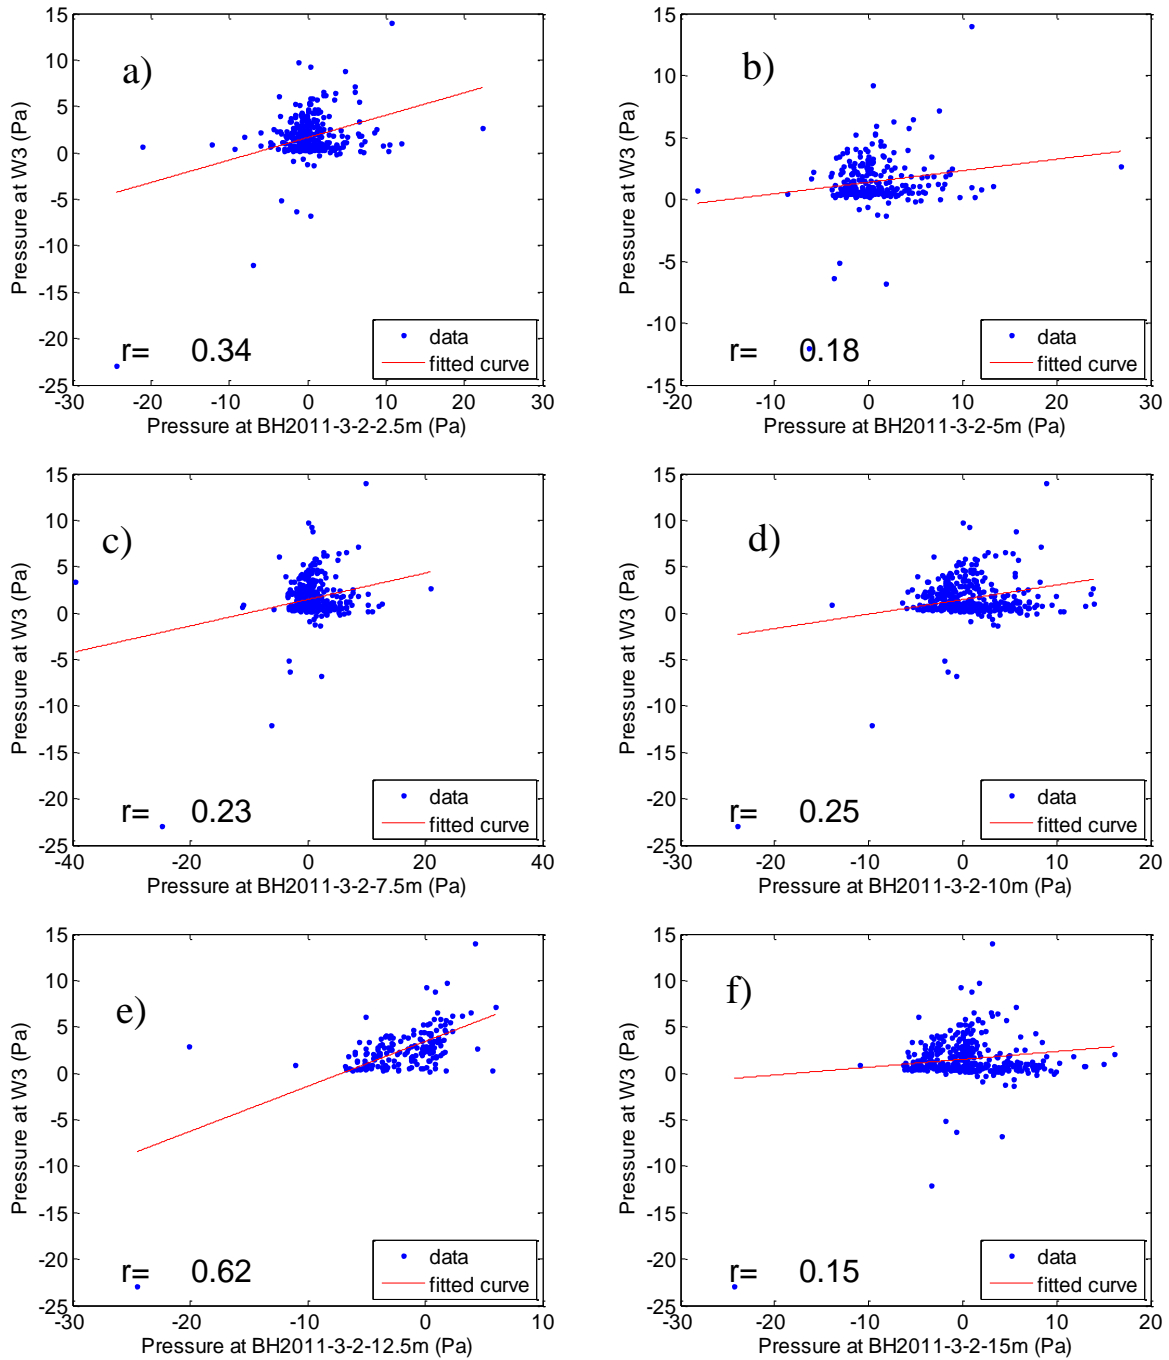 a)
Pressure at W3 (Pa)
15
10
5
0
-5
-10
-15
-20
-25
r= 0.34
data
fitted curve
-30 -20 -10 0 10 20 30
Pressure at BH2011-3-2-2.5m (Pa)
b)
Pressure at W3 (Pa)
15
10
5
0
-5
-10
-15
r= 0.18
data
fitted curve
-20 -10 0 10 20 30
Pressure at BH2011-3-2-5m (Pa)
c)
Pressure at W3 (Pa)
15
10
5
0
-5
-10
-15
-20
-25
r= 0.23
data
fitted curve
-40 -20 0 20 40
Pressure at BH2011-3-2-7.5m (Pa)
d)
Pressure at W3 (Pa)
15
10
5
0
-5
-10
-15
-20
-25
r= 0.25
data
fitted curve
-30 -20 -10 0 10 20
Pressure at BH2011-3-2-10m (Pa)
e)
Pressure at W3 (Pa)
15
10
5
0
-5
-10
-15
-20
-25
r= 0.62
data
fitted curve
-30 -20 -10 0 10
Pressure at BH2011-3-2-12.5m (Pa)
f)
Pressure at W3 (Pa)
15
10
5
0
-5
-10
-15
-20
-25
r= 0.15
data
fitted curve
-30 -20 -10 0 10 20
Pressure at BH2011-3-2-15m (Pa)